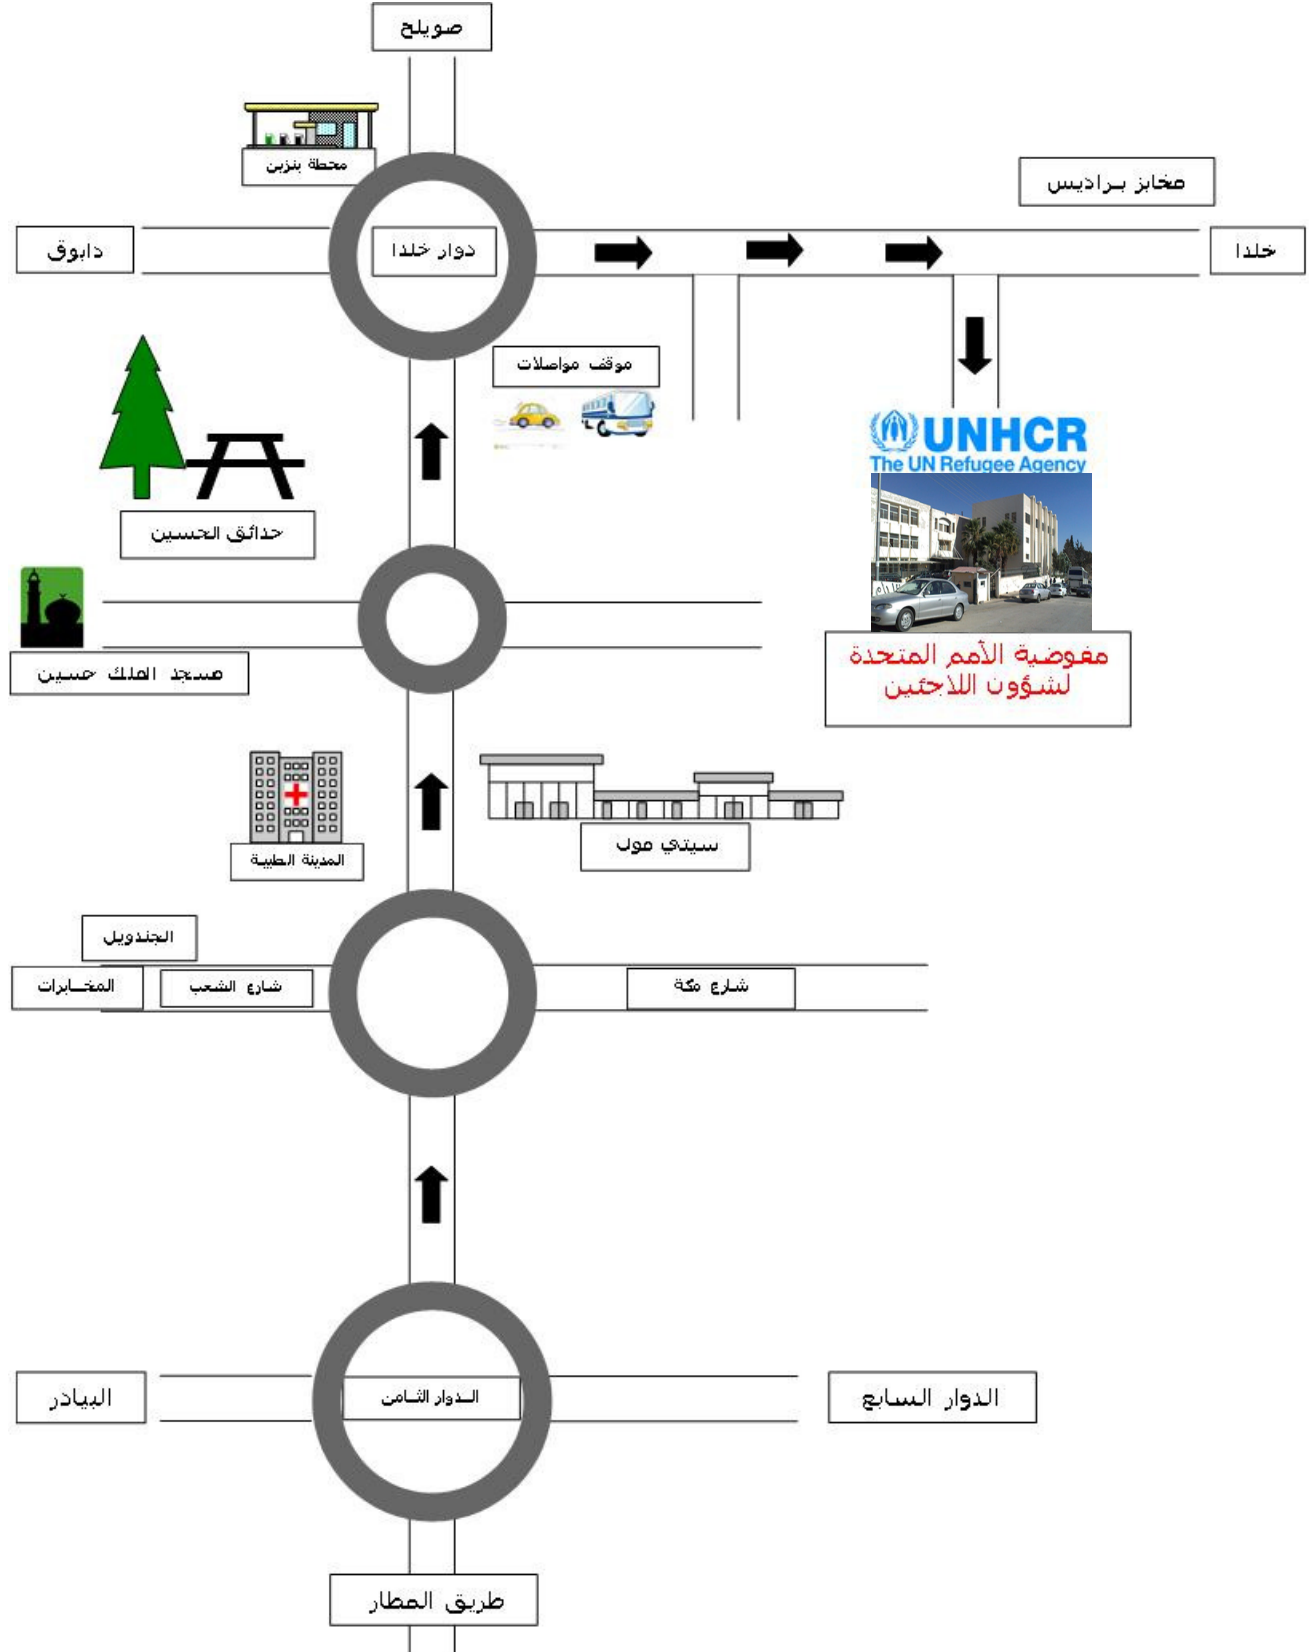 صويلح
محطة بنزين
مخابز براديس
دابوق
دوار خلدا
خلدا
موقف مواصلات
UNHCR
The UN Refugee Agency
حدائق الحسين
مسجد الملك حسين
مفوضية الأمم المتحدة
لشؤون اللاجئين
المدينة الطبية
سيتي مول
الجندويل
المخابرات
شارع الشعب
شارع مكة
البيادر
الدوار الثامن
الدوار السابع
طريق المطار